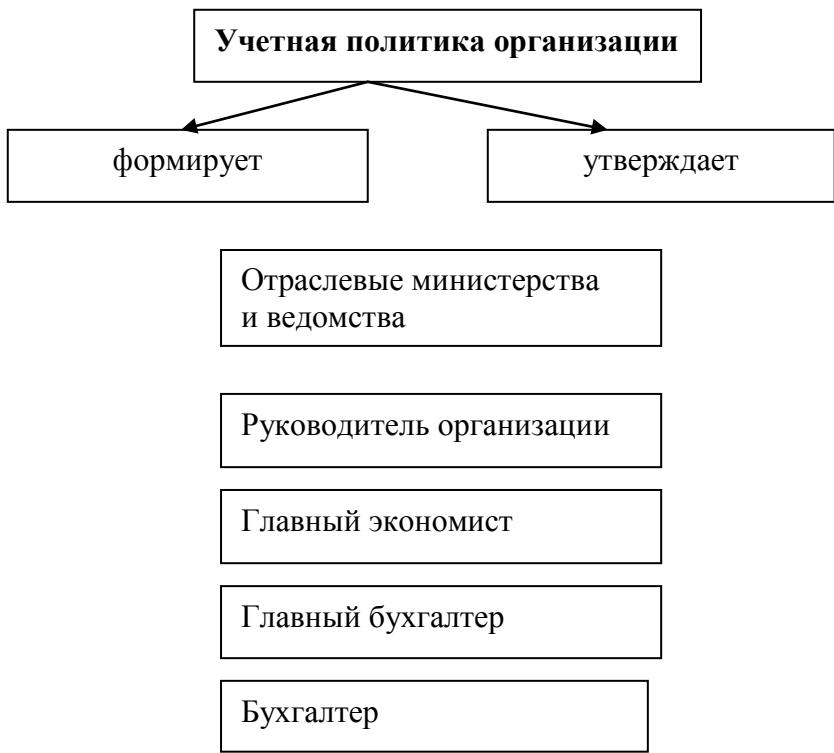 Учетная политика организации
формирует
утверждает
Отраслевые министерства
и ведомства
Руководитель организации
Главный экономист
Главный бухгалтер
Бухгалтер